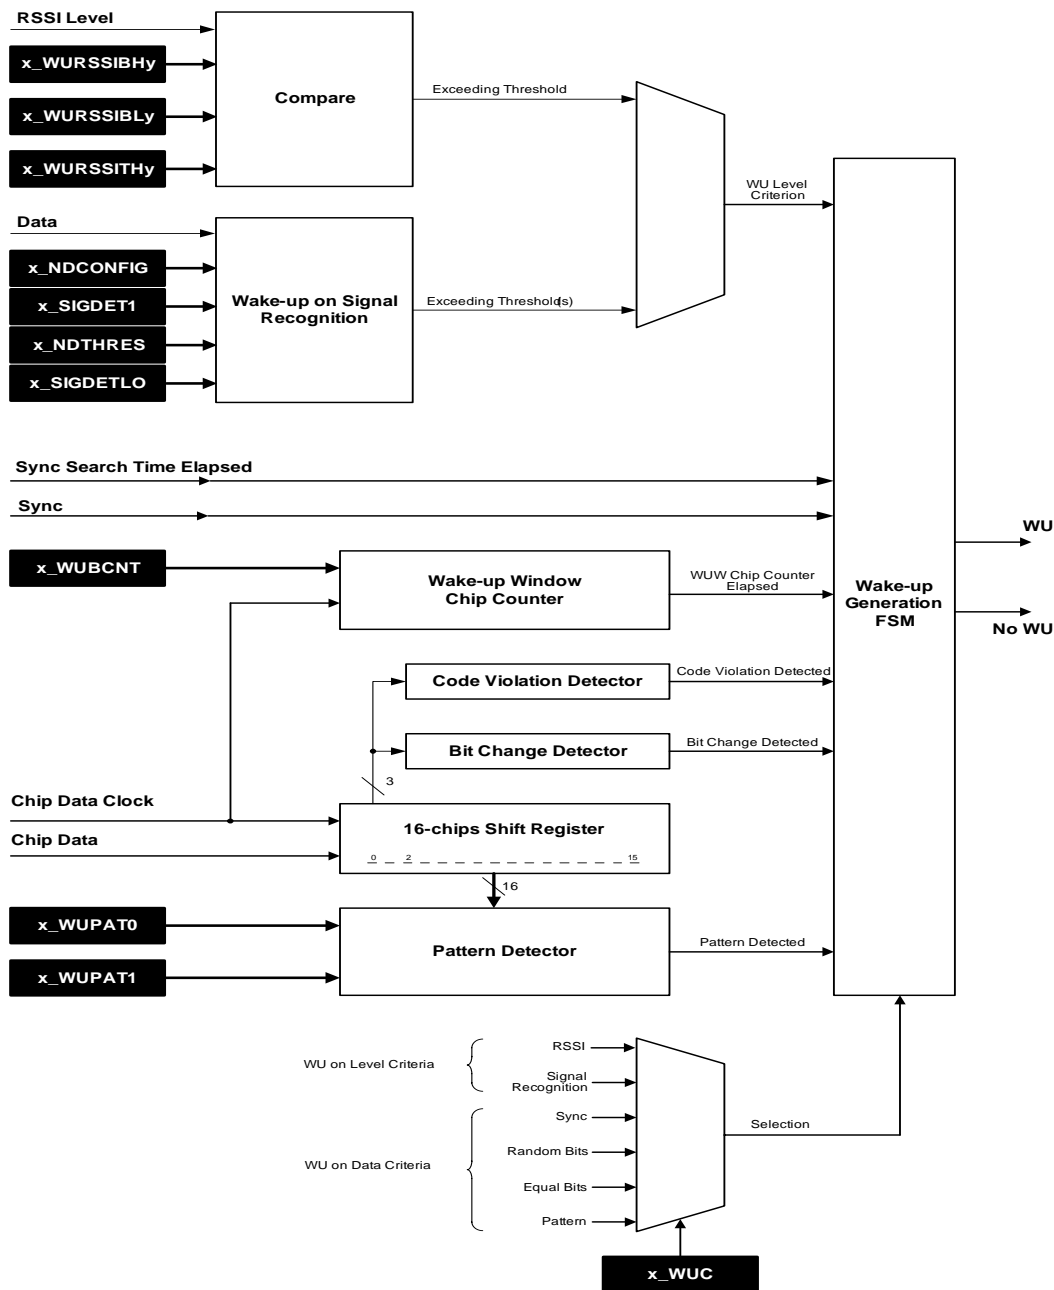 RSSI Level
x_WURSSIBHy
x_WURSSIBLy
x_WURSSITHy
Compare
Exceeding Threshold
WU Level
Criterion
Data
x_NDCONFIG
x_SIGDET1
x_NDTHRES
x_SIGDETLO
Wake-up on Signal
Recognition
Exceeding Threshold(s)
Sync Search Time Elapsed
Sync
x_WUBCNT
Wake-up Window
Chip Counter
WUW Chip Counter
Elapsed
Wake-up
Generation
FSM
WU
No WU
Code Violation Detector
Code Violation Detected
Bit Change Detector
Bit Change Detected
3
Chip Data Clock
Chip Data
16-chips Shift Register
0 2 15
16
x_WUPAT0
x_WUPAT1
Pattern Detector
Pattern Detected
WU on Level Criteria
RSSI
Signal
Recognition
WU on Data Criteria
Sync
Random Bits
Equal Bits
Pattern
Selection
x_WUC